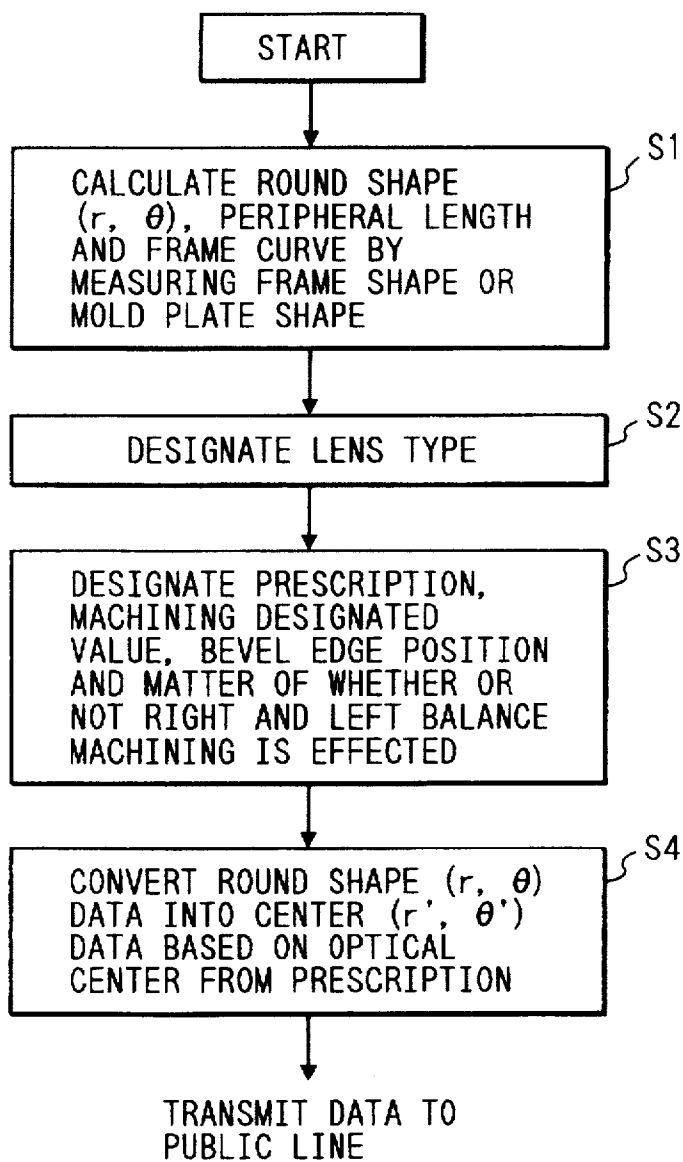 START
S1
CALCULATE ROUND SHAPE
(r, θ), PERIPHERAL LENGTH
AND FRAME CURVE BY
MEASURING FRAME SHAPE OR
MOLD PLATE SHAPE
S2
DESIGNATE LENS TYPE
S3
DESIGNATE PRESCRIPTION,
MACHINING DESIGNATED
VALUE, BEVEL EDGE POSITION
AND MATTER OF WHETHER OR
NOT RIGHT AND LEFT BALANCE
MACHINING IS EFFECTED
S4
CONVERT ROUND SHAPE (r, θ)
DATA INTO CENTER (r', θ')
DATA BASED ON OPTICAL
CENTER FROM PRESCRIPTION
TRANSMIT DATA TO
PUBLIC LINE